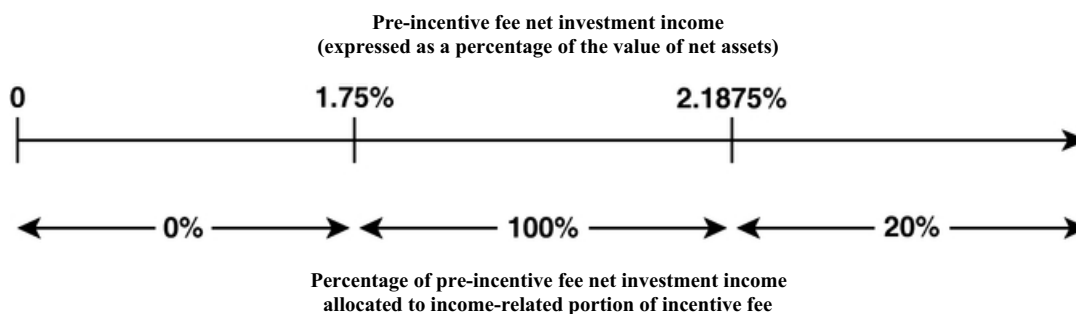 Pre-incentive fee net investment income
(expressed as a percentage of the value of net assets)
0 1.75% 2.1875%
0% 100% 20%
Percentage of pre-incentive fee net investment income
allocated to income-related portion of incentive fee